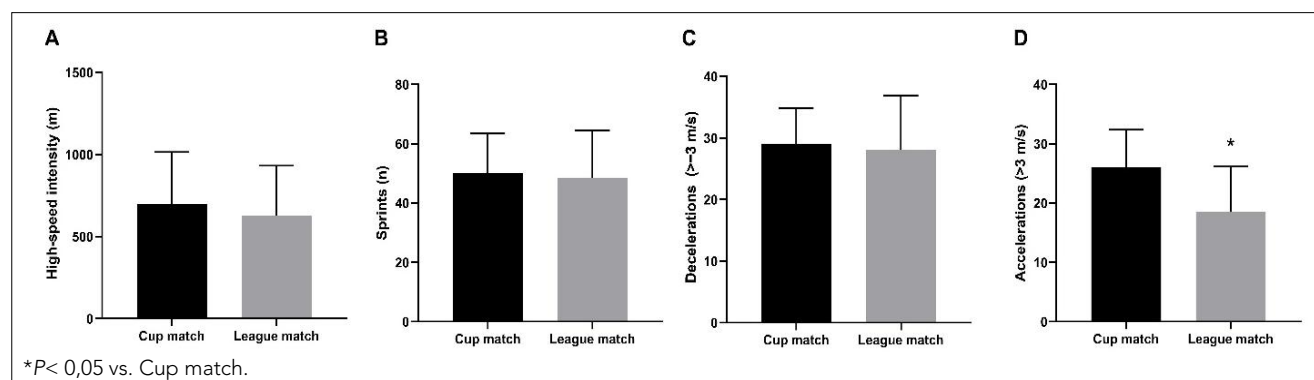 A
High-speed intensity (m)
1500
1000
500
0
Cup match League match
B
Sprints (n)
80
60
40
20
0
Cup match League match
C
Decelerations (>−3 m/s)
40
30
20
10
0
Cup match League match
D
Accelerations (>3 m/s)
40
30
20
10
0
*
Cup match League match
*P< 0,05 vs. Cup match.